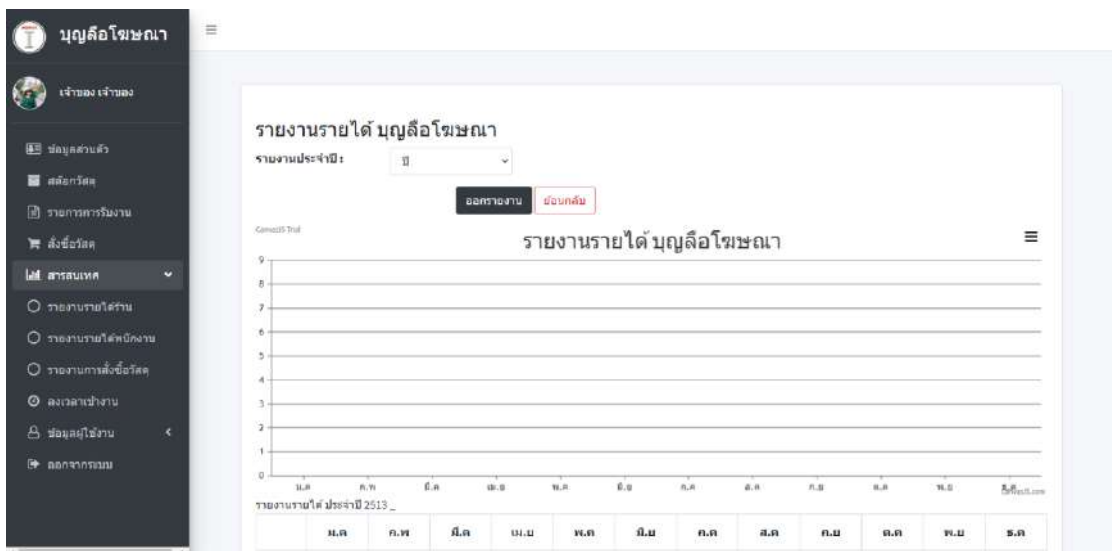 บุญลือโฆษณา
เจ้าของ เจ้าของ
ข้อมูลส่วนตัว
สต๊อกวัสดุ
รายการการรับงาน
สั่งซื้อวัสดุ
สารสนเทศ
รายงานรายได้ร้าน
รายงานรายได้พนักงาน
รายงานการสั่งซื้อวัสดุ
ลงเวลาเข้างาน
ข้อมูลผู้ใช้งาน
ออกจากระบบ
รายงานรายได้ บุญลือโฆษณา
รายงานประจำปี :
ปี
ออกรายงาน ย้อนกลับ
CanvasJS Trial
รายงานรายได้ บุญลือโฆษณา
9
8
7
6
5
4
3
2
1
0
ม.ค ก.พ มี.ค เม.ย พ.ค มิ.ย ก.ค ส.ค ก.ย ต.ค พ.ย ธ.ค
CanvasJS.com
รายงานรายได้ ประจำปี 2513 _
ม.ค ก.พ มี.ค เม.ย พ.ค มิ.ย ก.ค ส.ค ก.ย ต.ค พ.ย ธ.ค